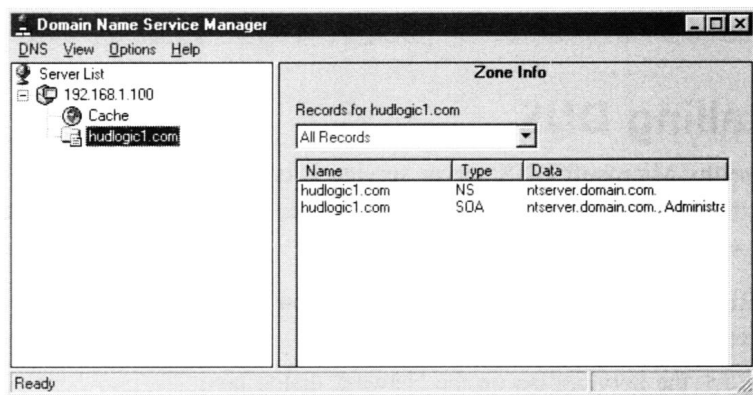 Domain Name Service Manager
DNS View Options Help
Server List
192.168.1.100
Cache
hudlogic1.com
Zone Info
Records for hudlogic1.com
All Records
Name Type Data
hudlogic1.com NS ntserver.domain.com.
hudlogic1.com SOA ntserver.domain.com., Administra
Ready